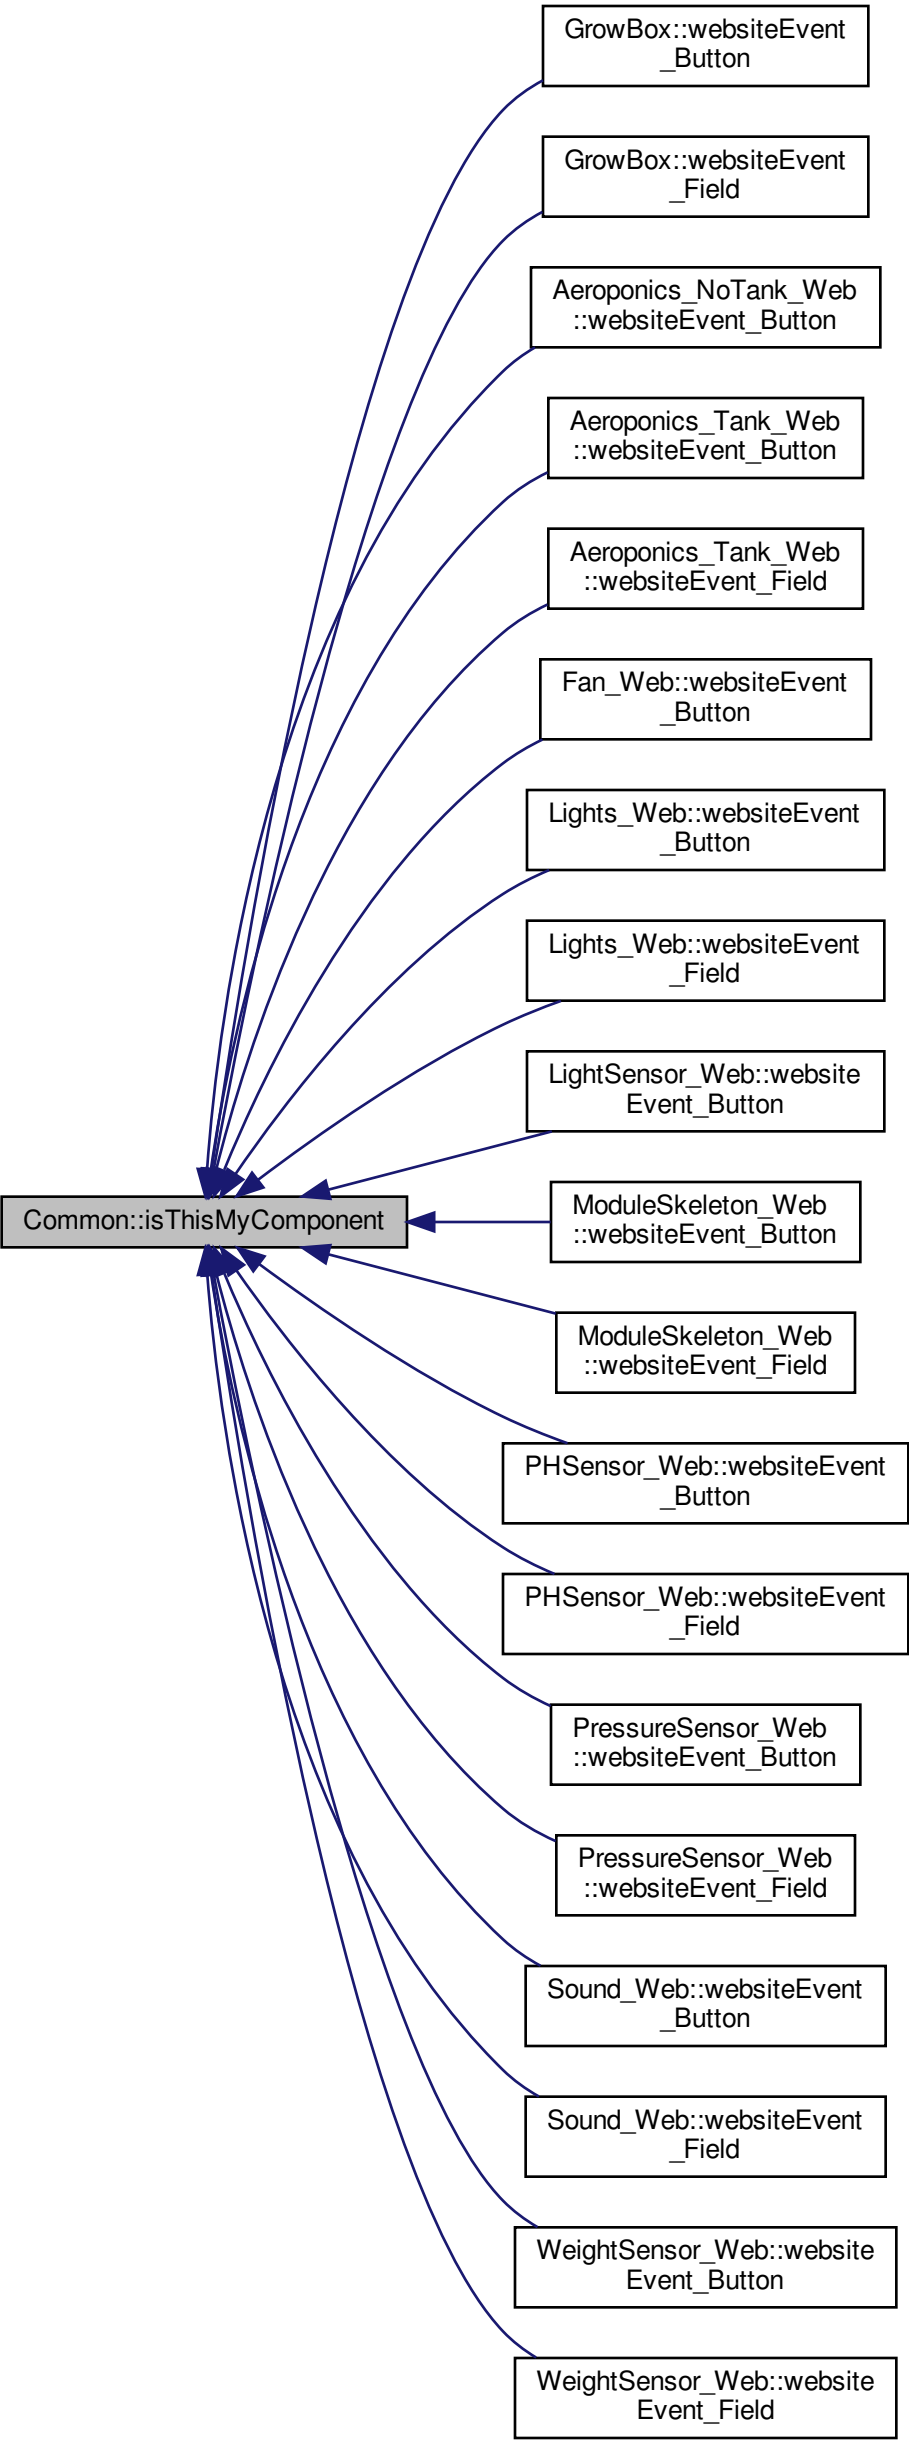 GrowBox::websiteEvent
_Button
GrowBox::websiteEvent
_Field
Aeroponics_NoTank_Web
::websiteEvent_Button
Aeroponics_Tank_Web
::websiteEvent_Button
Aeroponics_Tank_Web
::websiteEvent_Field
Fan_Web::websiteEvent
_Button
Lights_Web::websiteEvent
_Button
Lights_Web::websiteEvent
_Field
LightSensor_Web::website
Event_Button
Common::isThisMyComponent
ModuleSkeleton_Web
::websiteEvent_Button
ModuleSkeleton_Web
::websiteEvent_Field
PHSensor_Web::websiteEvent
_Button
PHSensor_Web::websiteEvent
_Field
PressureSensor_Web
::websiteEvent_Button
PressureSensor_Web
::websiteEvent_Field
Sound_Web::websiteEvent
_Button
Sound_Web::websiteEvent
_Field
WeightSensor_Web::website
Event_Button
WeightSensor_Web::website
Event_Field